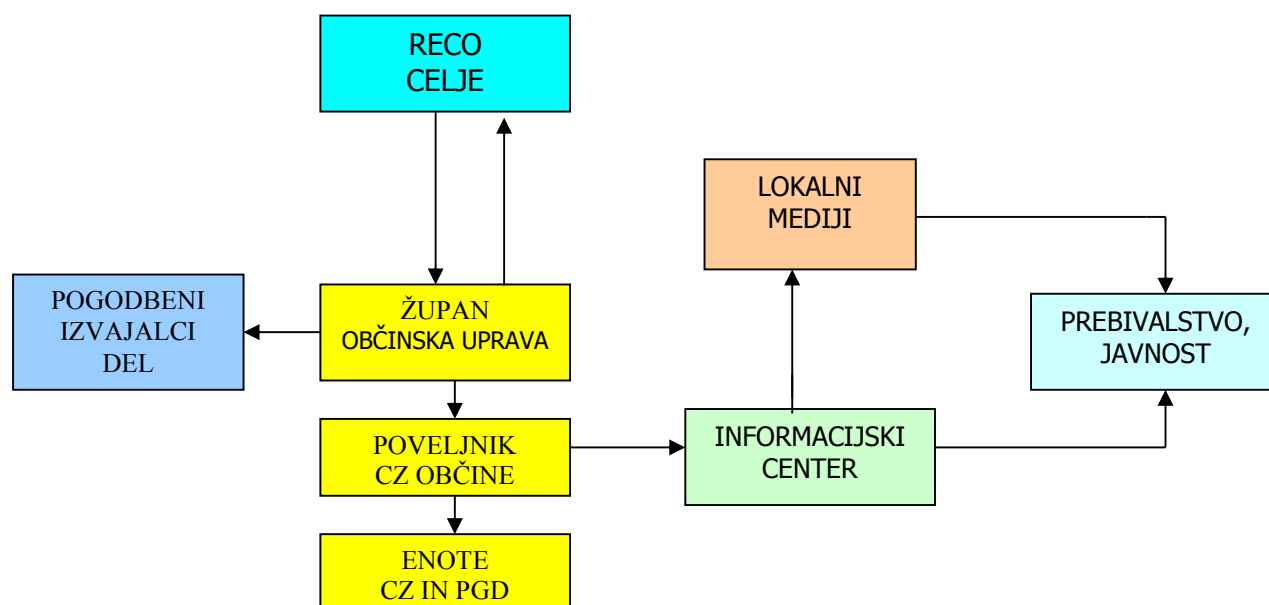 RECO
CELJE
LOKALNI
MEDIJI
POGODBENI
IZVAJALCI
DEL
ŽUPAN
OBČINSKA UPRAVA
PREBIVALSTVO,
JAVNOST
POVELJNIK
CZ OBČINE
INFORMACIJSKI
CENTER
ENOTE
CZ IN PGD